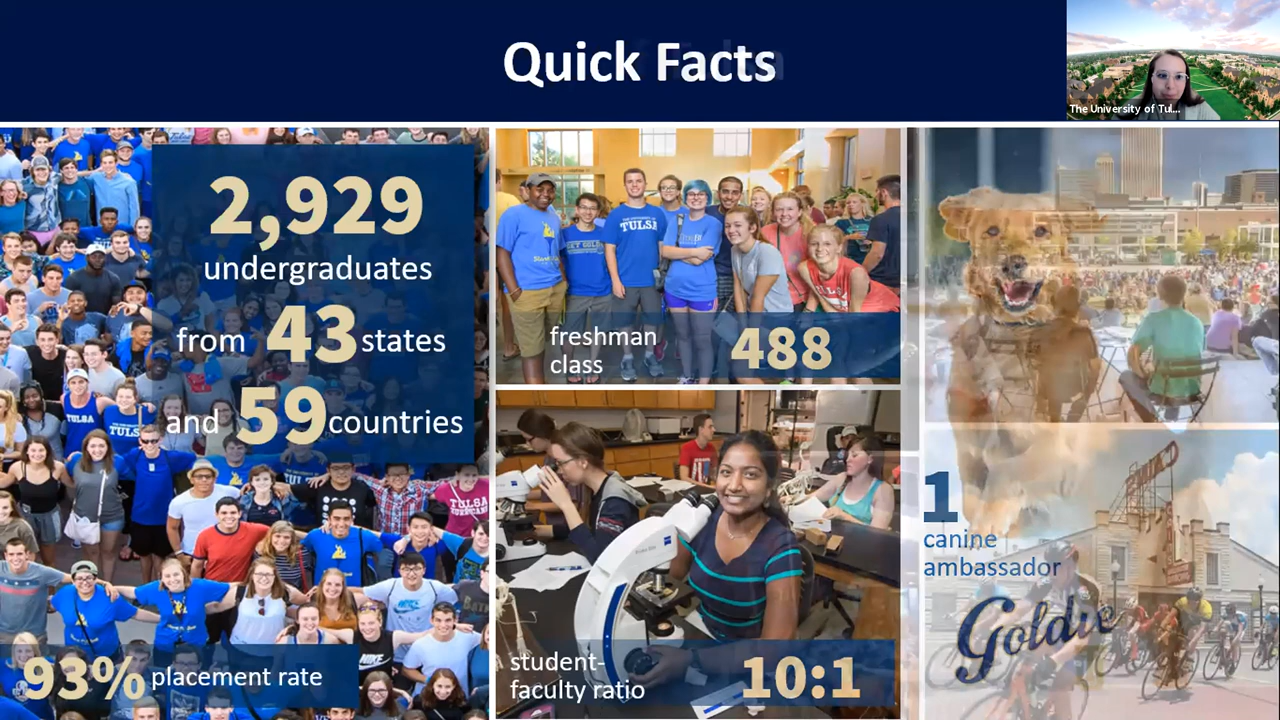 Quick Facts
The University of Tul...
2,929
undergraduates
from 43 states
and 59 countries
93% placement rate
freshman
class
488
TULSA
student-
faculty ratio
10:1
1
canine
ambassador
Goldie